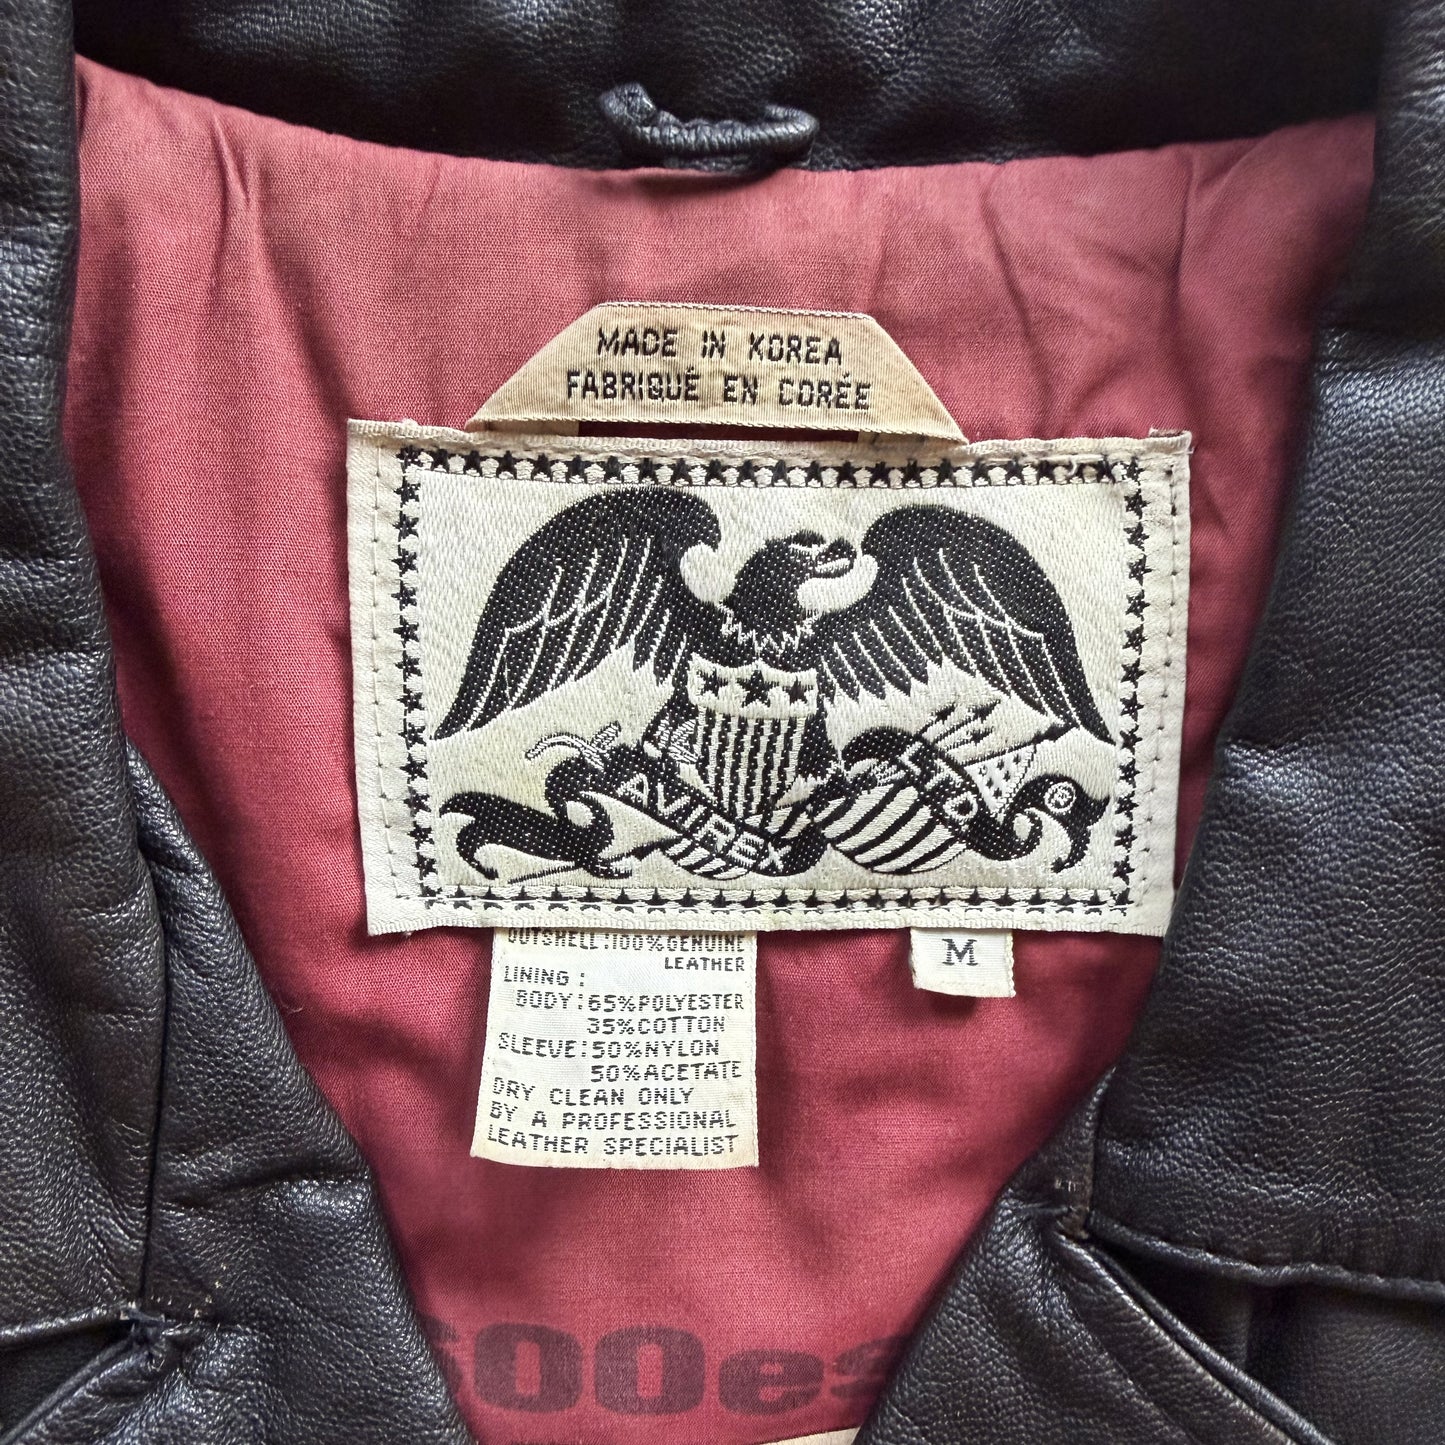 MADE IN KOREA
FABRIQUÉ EN CORÉE
AVIREX LTD ®
OUTSHELL:100%GENUINE
LEATHER
M
LINING :
BODY:65%POLYESTER
35%COTTON
SLEEVE:50%NYLON
50%ACETATE
DRY CLEAN ONLY
BY A PROFESSIONAL
LEATHER SPECIALIST